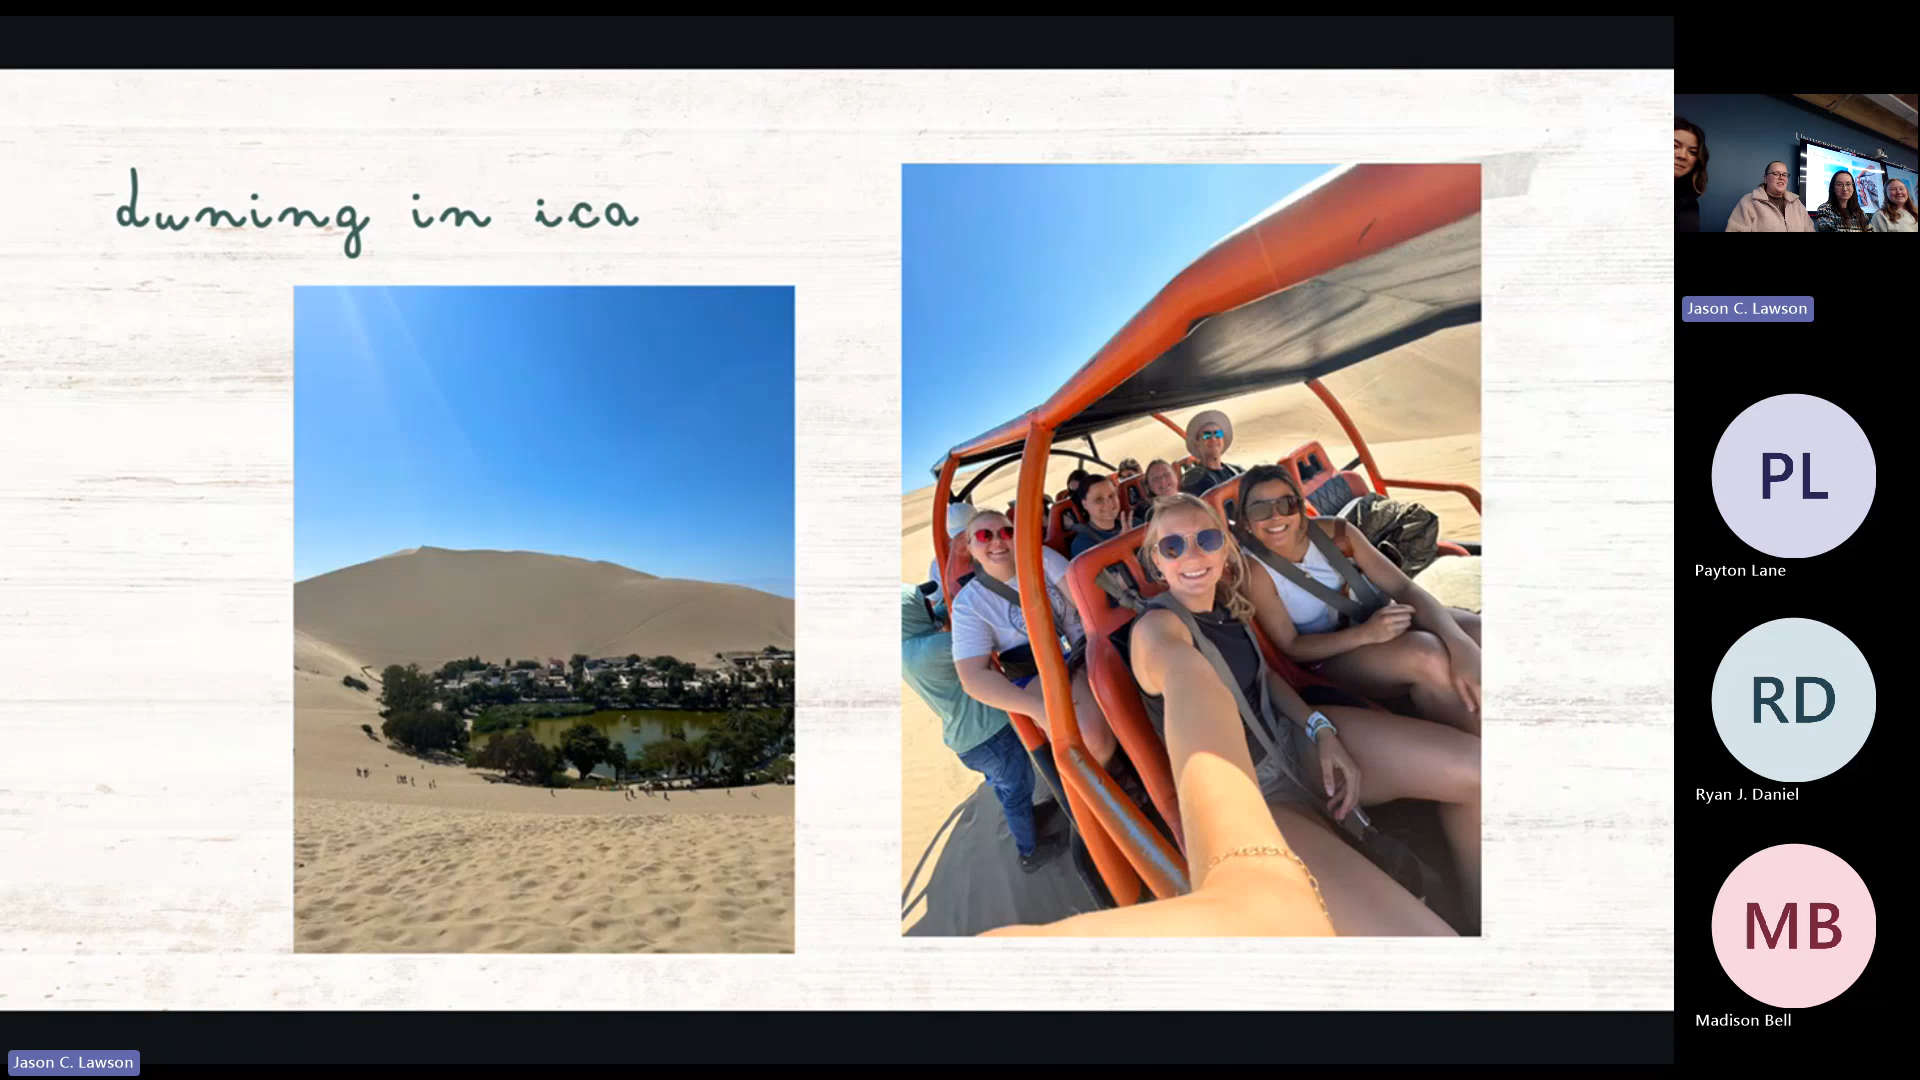 duning in ica
Jason C. Lawson
PL
Payton Lane
RD
Ryan J. Daniel
MB
Madison Bell
Jason C. Lawson